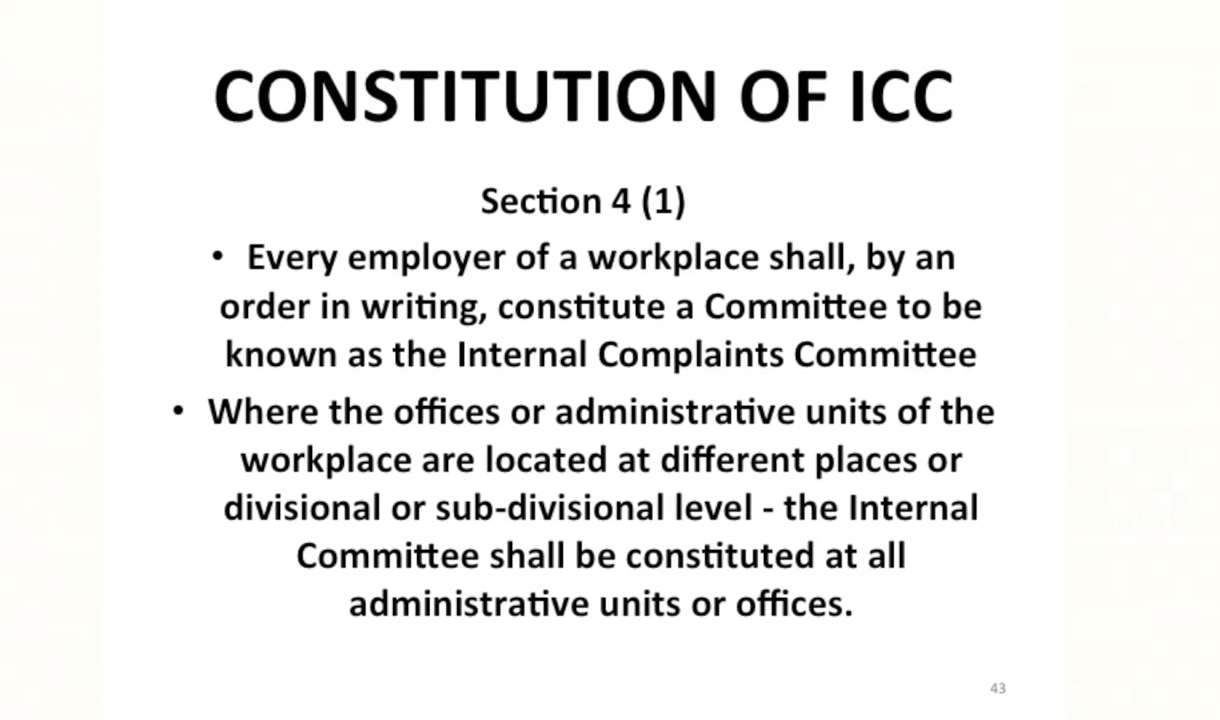 CONSTITUTION OF ICC
Section 4 (1)
• Every employer of a workplace shall, by an
order in writing, constitute a Committee to be
known as the Internal Complaints Committee
• Where the offices or administrative units of the
workplace are located at different places or
divisional or sub-divisional level - the Internal
Committee shall be constituted at all
administrative units or offices.
43